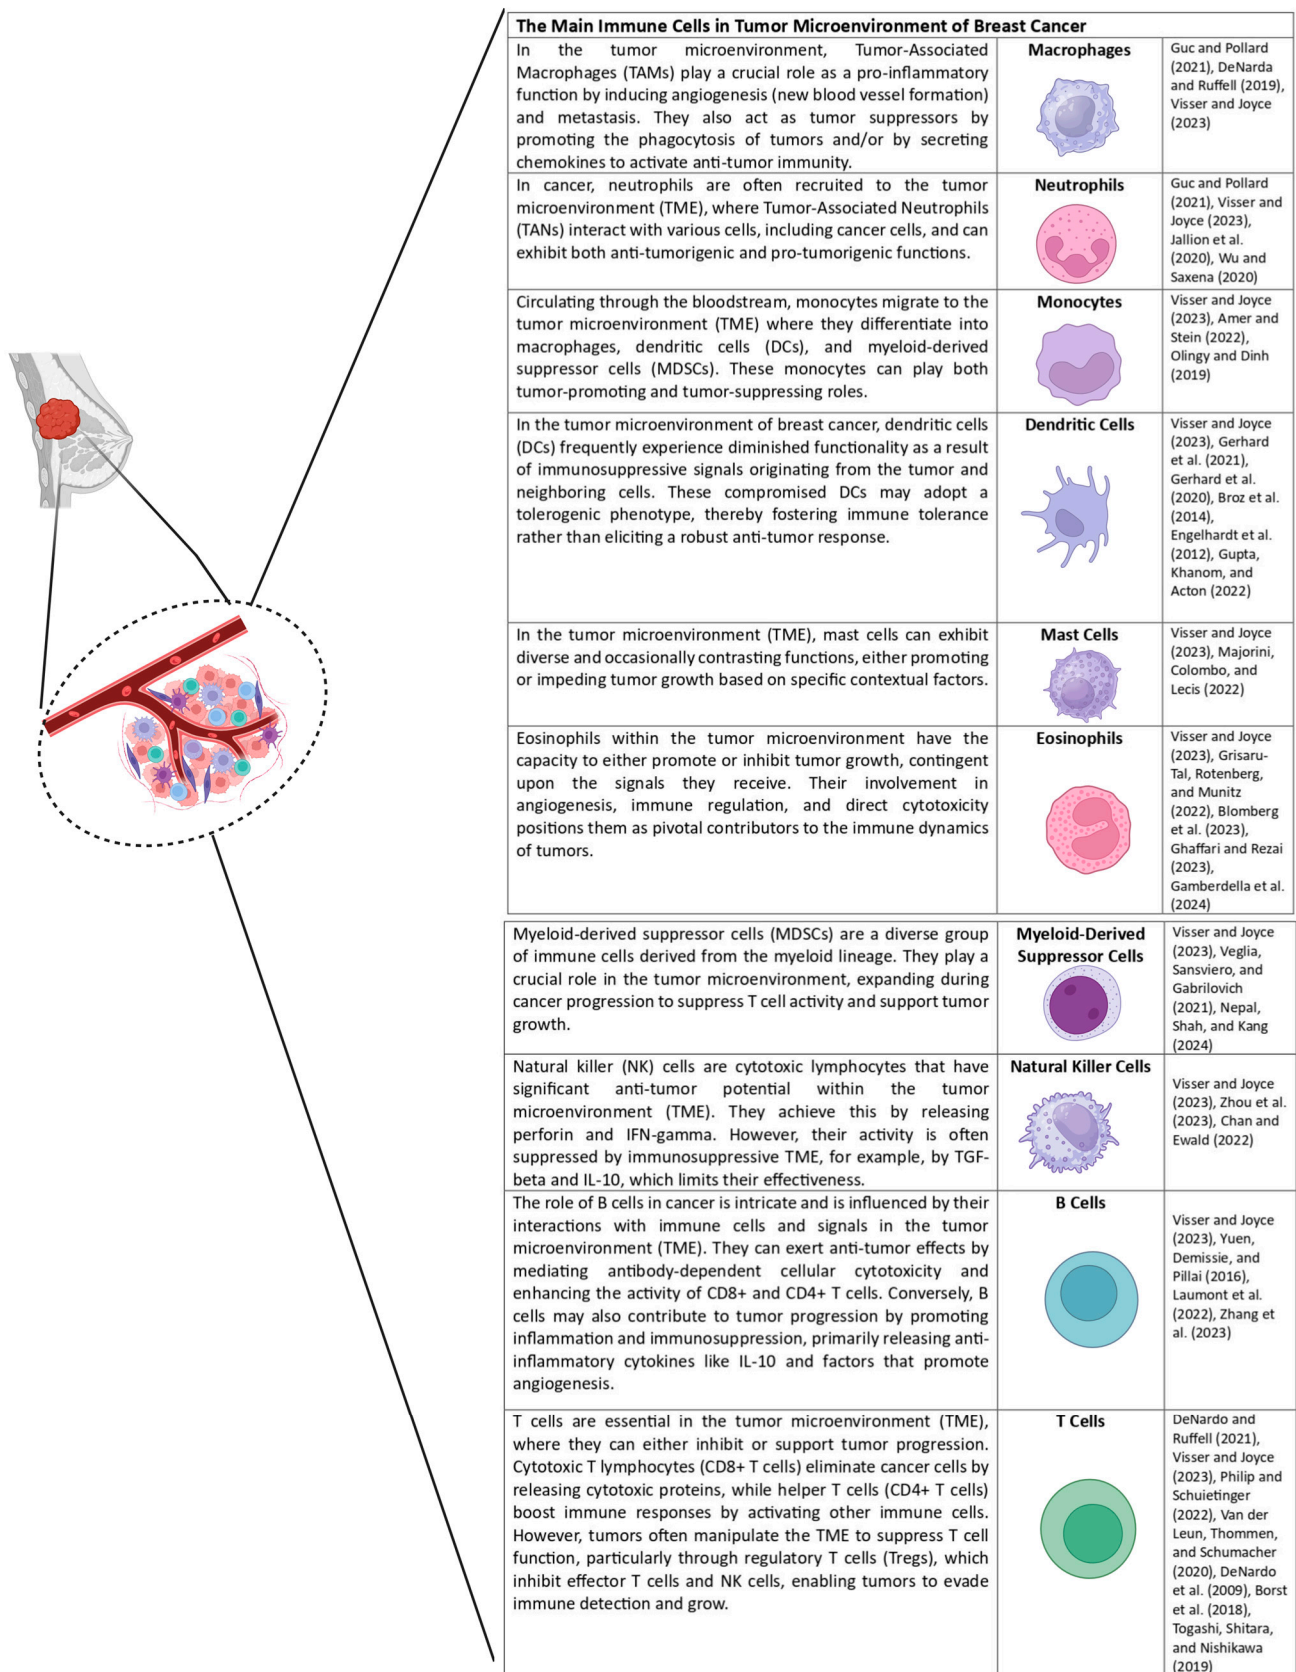 The Main Immune Cells in Tumor Microenvironment of Breast Cancer
In the tumor microenvironment, Tumor-Associated
Macrophages (TAMs) play a crucial role as a pro-inflammatory
function by inducing angiogenesis (new blood vessel formation)
and metastasis. They also act as tumor suppressors by
promoting the phagocytosis of tumors and/or by secreting
chemokines to activate anti-tumor immunity.
Macrophages
Guc and Pollard
(2021), DeNarda
and Ruffell (2019),
Visser and Joyce
(2023)
In cancer, neutrophils are often recruited to the tumor
microenvironment (TME), where Tumor-Associated Neutrophils
(TANs) interact with various cells, including cancer cells, and can
exhibit both anti-tumorigenic and pro-tumorigenic functions.
Neutrophils
Guc and Pollard
(2021), Visser and
Joyce (2023),
Jallion et al.
(2020), Wu and
Saxena (2020)
Circulating through the bloodstream, monocytes migrate to the
tumor microenvironment (TME) where they differentiate into
macrophages, dendritic cells (DCs), and myeloid-derived
suppressor cells (MDSCs). These monocytes can play both
tumor-promoting and tumor-suppressing roles.
Monocytes
Visser and Joyce
(2023), Amer and
Stein (2022),
Olingy and Dinh
(2019)
In the tumor microenvironment of breast cancer, dendritic cells
(DCs) frequently experience diminished functionality as a result
of immunosuppressive signals originating from the tumor and
neighboring cells. These compromised DCs may adopt a
tolerogenic phenotype, thereby fostering immune tolerance
rather than eliciting a robust anti-tumor response.
Dendritic Cells
Visser and Joyce
(2023), Gerhard
et al. (2021),
Gerhard et al.
(2020), Broz et al.
(2014),
Engelhardt et al.
(2012), Gupta,
Khanom, and
Acton (2022)
In the tumor microenvironment (TME), mast cells can exhibit
diverse and occasionally contrasting functions, either promoting
or impeding tumor growth based on specific contextual factors.
Mast Cells
Visser and Joyce
(2023), Majorini,
Colombo, and
Lecis (2022)
Eosinophils within the tumor microenvironment have the
capacity to either promote or inhibit tumor growth, contingent
upon the signals they receive. Their involvement in
angiogenesis, immune regulation, and direct cytotoxicity
positions them as pivotal contributors to the immune dynamics
of tumors.
Eosinophils
Visser and Joyce
(2023), Grisaru-
Tal, Rotenberg,
and Munitz
(2022), Blomberg
et al. (2023),
Ghaffari and Rezai
(2023),
Gamberdella et al.
(2024)
Myeloid-derived suppressor cells (MDSCs) are a diverse group
of immune cells derived from the myeloid lineage. They play a
crucial role in the tumor microenvironment, expanding during
cancer progression to suppress T cell activity and support tumor
growth.
Myeloid-Derived
Suppressor Cells
Visser and Joyce
(2023), Veglia,
Sansviero, and
Gabrilovich
(2021), Nepal,
Shah, and Kang
(2024)
Natural killer (NK) cells are cytotoxic lymphocytes that have
significant anti-tumor potential within the tumor
microenvironment (TME). They achieve this by releasing
perforin and IFN-gamma. However, their activity is often
suppressed by immunosuppressive TME, for example, by TGF-
beta and IL-10, which limits their effectiveness.
Natural Killer Cells
Visser and Joyce
(2023), Zhou et al.
(2023), Chan and
Ewald (2022)
The role of B cells in cancer is intricate and is influenced by their
interactions with immune cells and signals in the tumor
microenvironment (TME). They can exert anti-tumor effects by
mediating antibody-dependent cellular cytotoxicity and
enhancing the activity of CD8+ and CD4+ T cells. Conversely, B
cells may also contribute to tumor progression by promoting
inflammation and immunosuppression, primarily releasing anti-
inflammatory cytokines like IL-10 and factors that promote
angiogenesis.
B Cells
Visser and Joyce
(2023), Yuen,
Demissie, and
Pillai (2016),
Laumont et al.
(2022), Zhang et
al. (2023)
T cells are essential in the tumor microenvironment (TME),
where they can either inhibit or support tumor progression.
Cytotoxic T lymphocytes (CD8+ T cells) eliminate cancer cells by
releasing cytotoxic proteins, while helper T cells (CD4+ T cells)
boost immune responses by activating other immune cells.
However, tumors often manipulate the TME to suppress T cell
function, particularly through regulatory T cells (Tregs), which
inhibit effector T cells and NK cells, enabling tumors to evade
immune detection and grow.
T Cells
DeNardo and
Ruffell (2021),
Visser and Joyce
(2023), Philip and
Schuietinger
(2022), Van der
Leun, Thommen,
and Schumacher
(2020), DeNardo
et al. (2009), Borst
et al. (2018),
Togashi, Shitara,
and Nishikawa
(2019)